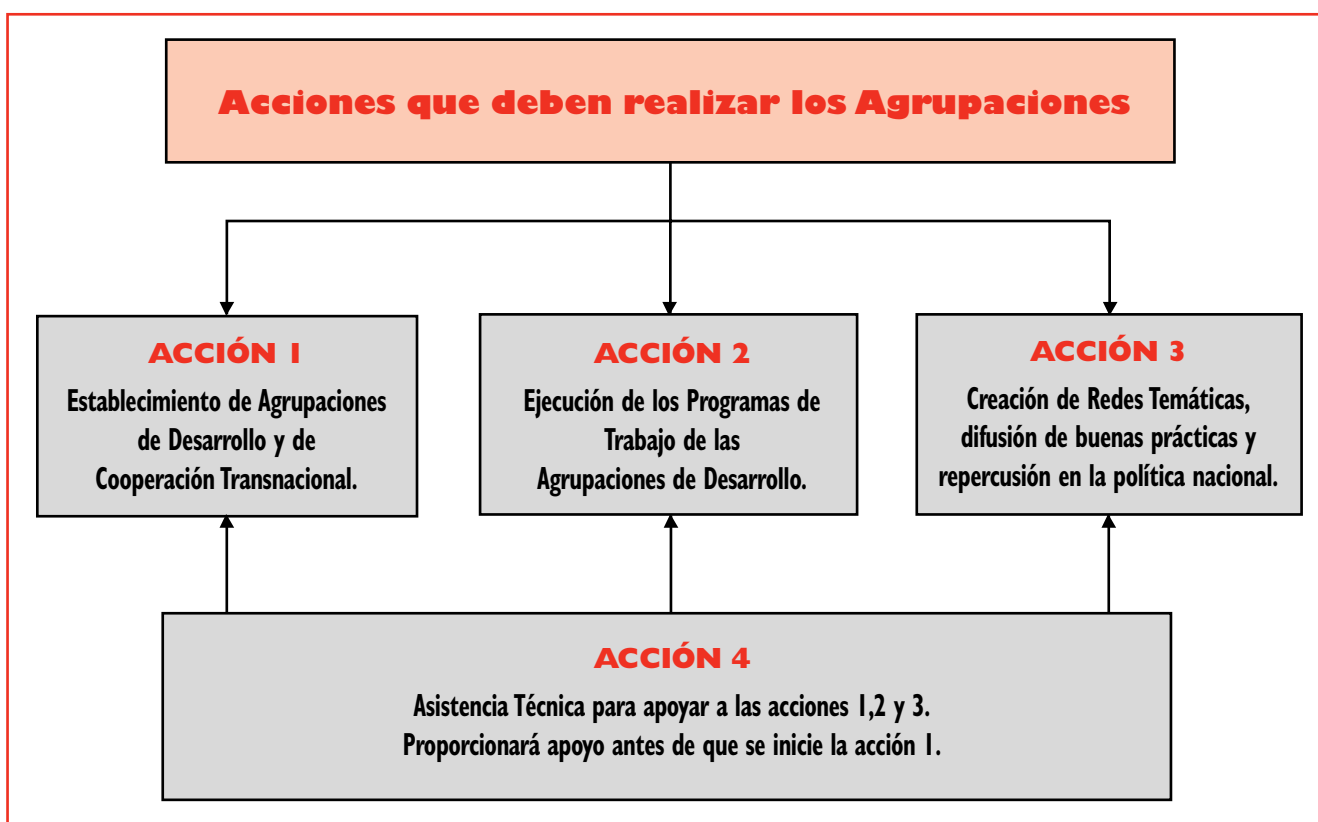 Acciones que deben realizar los Agrupaciones
ACCIÓN 1
Establecimiento de Agrupaciones
de Desarrollo y de
Cooperación Transnacional.
ACCIÓN 2
Ejecución de los Programas de
Trabajo de las
Agrupaciones de Desarrollo.
ACCIÓN 3
Creación de Redes Temáticas,
difusión de buenas prácticas y
repercusión en la política nacional.
ACCIÓN 4
Asistencia Técnica para apoyar a las acciones 1,2 y 3.
Proporcionará apoyo antes de que se inicie la acción 1.